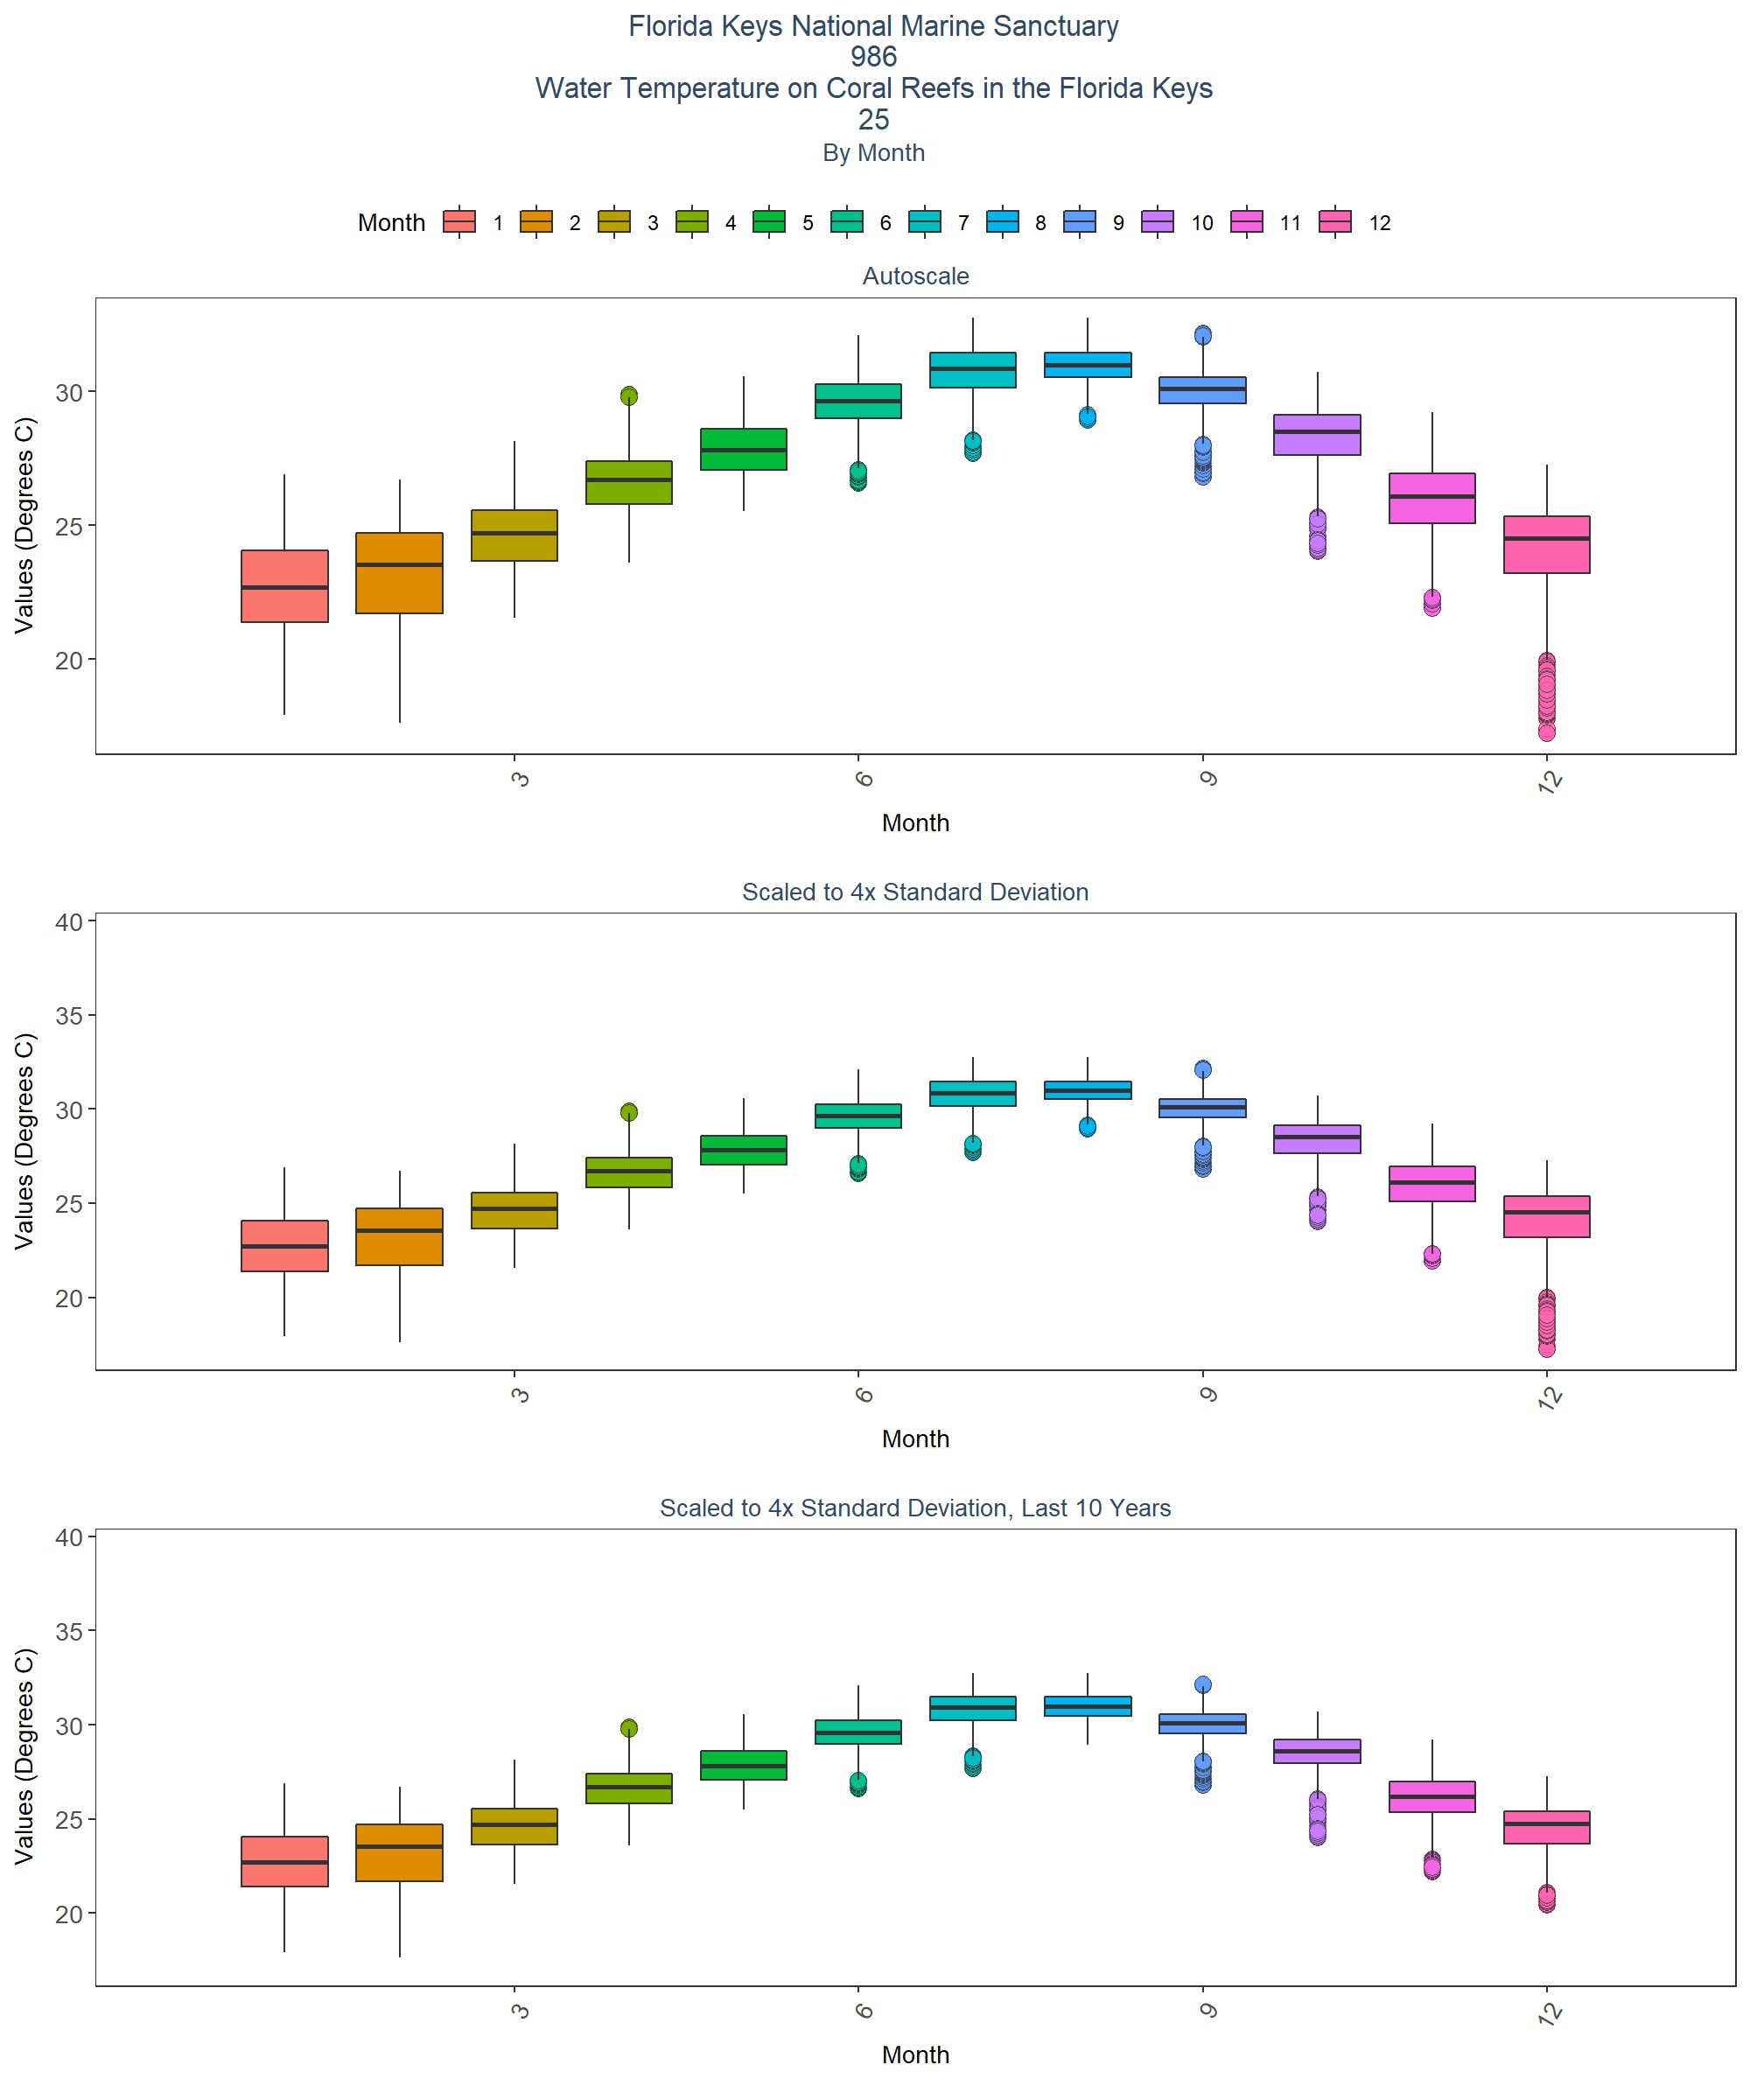 Florida Keys National Marine Sanctuary
986
Water Temperature on Coral Reefs in the Florida Keys
25
By Month
Month 1 2 3 4 5 6 7 8 9 10 11 12
Autoscale
Values (Degrees C)
30
25
20
3 6 9 12
Month
Scaled to 4x Standard Deviation
Values (Degrees C)
40
35
30
25
20
3 6 9 12
Month
Scaled to 4x Standard Deviation, Last 10 Years
Values (Degrees C)
40
35
30
25
20
3 6 9 12
Month